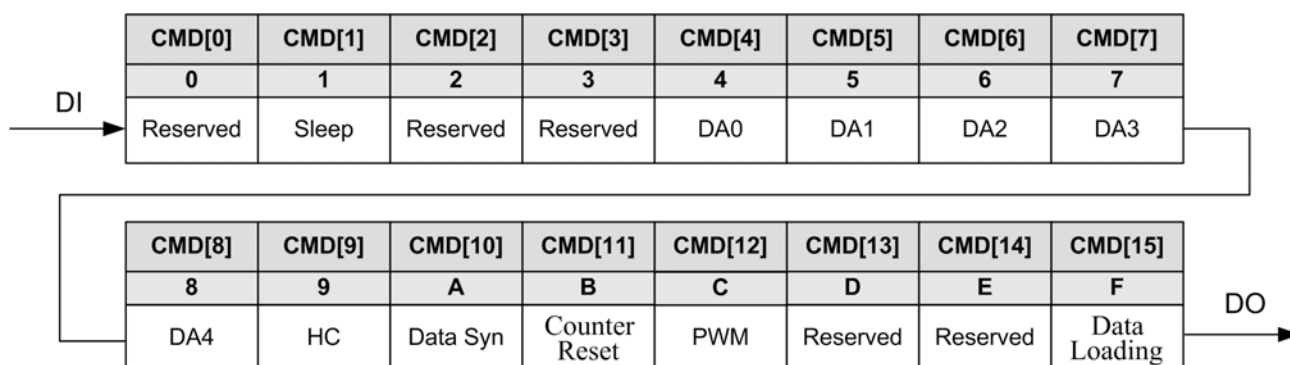 CMD[0] CMD[1] CMD[2] CMD[3] CMD[4] CMD[5] CMD[6] CMD[7]
0 1 2 3 4 5 6 7
DI
Reserved Sleep Reserved Reserved DA0 DA1 DA2 DA3
CMD[8] CMD[9] CMD[10] CMD[11] CMD[12] CMD[13] CMD[14] CMD[15]
8 9 A B C D E F
DO
DA4 HC Data Syn Counter Reset PWM Reserved Reserved Data Loading